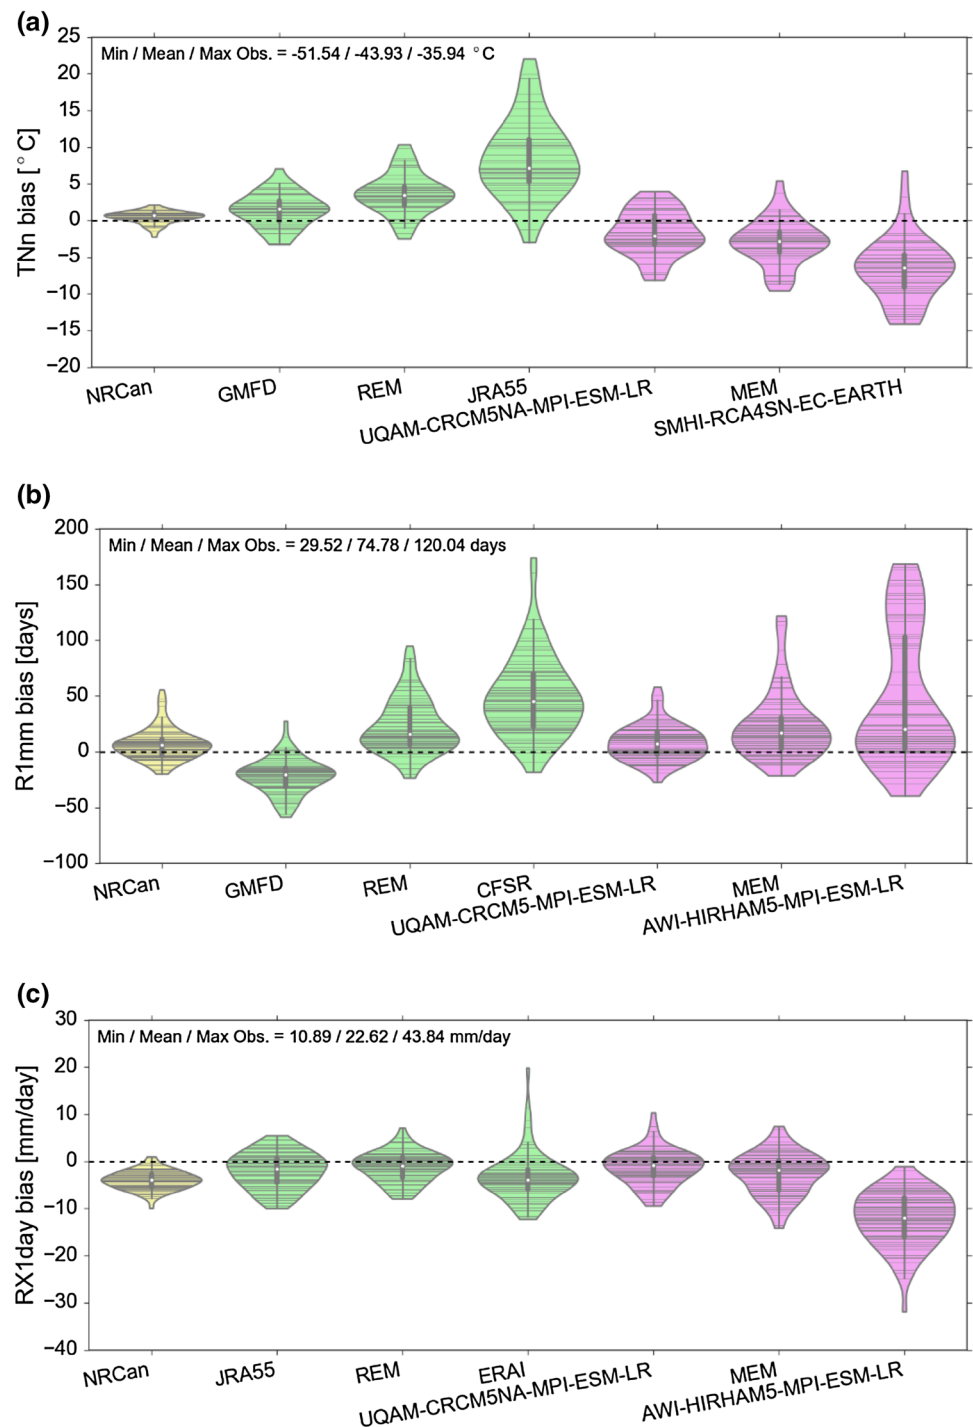 (a)
Min / Mean / Max Obs. = -51.54 / -43.93 / -35.94 °C
TNn bias [°C]
25
20
15
10
5
0
−5
−10
−15
−20
NRCan
GMFD
REM
JRA55
UQAM-CRCM5NA-MPI-ESM-LR
MEM
SMHI-RCA4SN-EC-EARTH
(b)
Min / Mean / Max Obs. = 29.52 / 74.78 / 120.04 days
R1mm bias [days]
200
150
100
50
0
−50
−100
NRCan
GMFD
REM
CFSR
UQAM-CRCM5-MPI-ESM-LR
MEM
AWI-HIRHAM5-MPI-ESM-LR
(c)
Min / Mean / Max Obs. = 10.89 / 22.62 / 43.84 mm/day
RX1day bias [mm/day]
30
20
10
0
−10
−20
−30
−40
NRCan
JRA55
REM
ERAI
UQAM-CRCM5NA-MPI-ESM-LR
MEM
AWI-HIRHAM5-MPI-ESM-LR